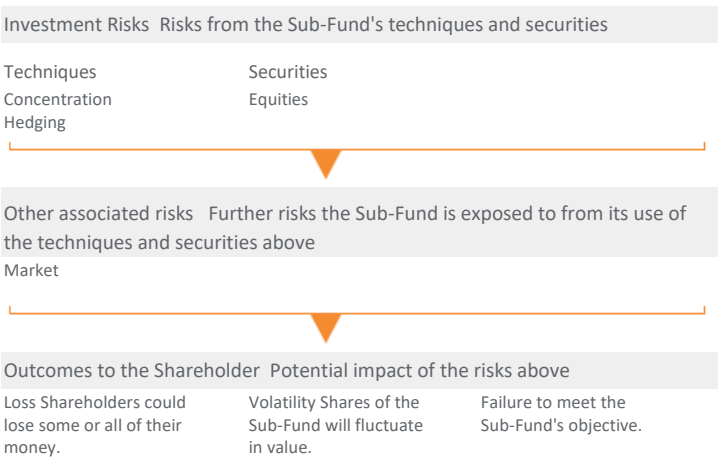 Investment Risks Risks from the Sub-Fund's techniques and securities
Techniques
Concentration
Hedging
Securities
Equities
Other associated risks Further risks the Sub-Fund is exposed to from its use of
the techniques and securities above
Market
Outcomes to the Shareholder Potential impact of the risks above
Loss Shareholders could
lose some or all of their
money.
Volatility Shares of the
Sub-Fund will fluctuate
in value.
Failure to meet the
Sub-Fund's objective.